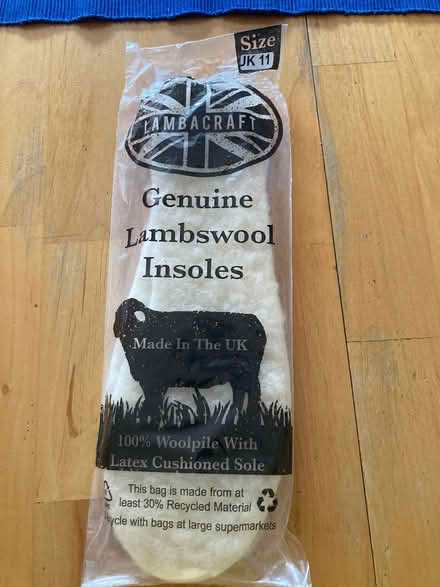 Size
UK 11
LAMBACRAFT
Genuine
Lambswool
Insoles
Made In The UK
100% Woolpile With
Latex Cushioned Sole
This bag is made from at
least 30% Recycled Material
cycle with bags at large supermarkets